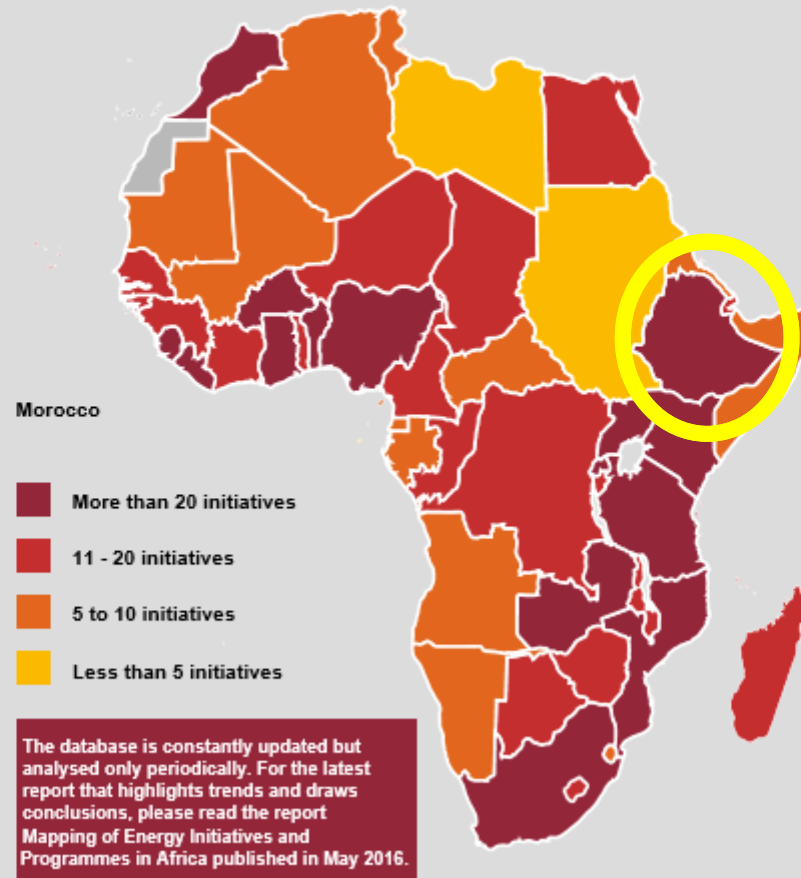 Morocco
More than 20 initiatives
11 - 20 initiatives
5 to 10 initiatives
Less than 5 initiatives
The database is constantly updated but
analysed only periodically. For the latest
report that highlights trends and draws
conclusions, please read the report
Mapping of Energy Initiatives and
Programmes in Africa published in May 2016.